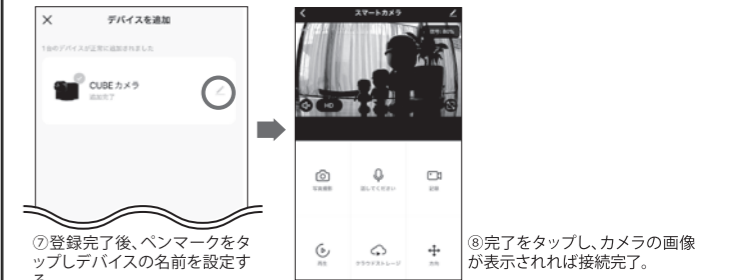 デバイスを追加
1台のデバイスが正常に追加されました
CUBEカメラ
追加完了
スマートカメラ
信号: 80%
HD
写真撮影
話してください
記録
再生
クラウドストレージ
方向
⑦登録完了後、ペンマークをタ
ップしデバイスの名前を設定す
る
⑧完了をタップし、カメラの画像
が表示されれば接続完了。